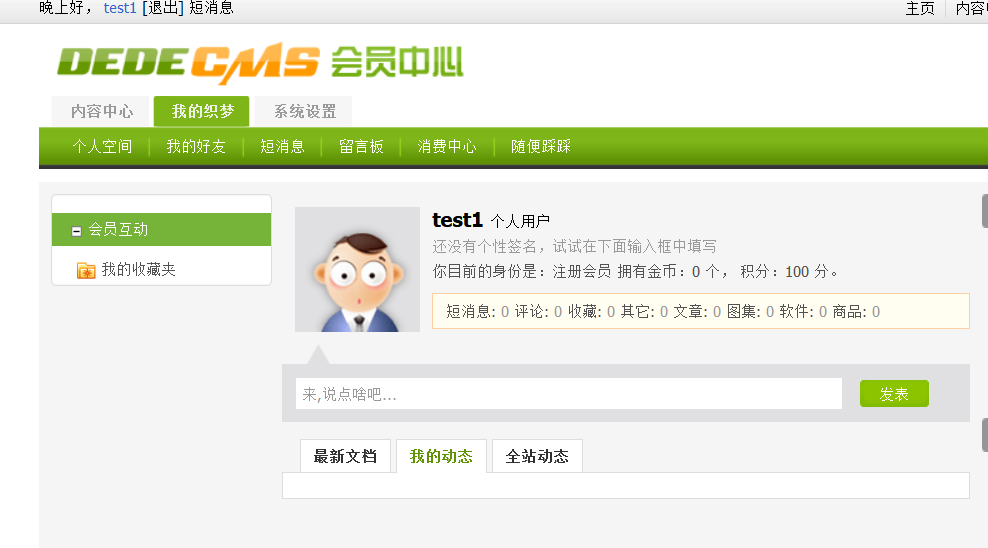 晚上好， test1 [退出] 短消息 主页 内容
DEDECMS 会员中心
内容中心 我的织梦 系统设置
个人空间 我的好友 短消息 留言板 消费中心 随便踩踩
会员互动
我的收藏夹
test1 个人用户
还没有个性签名，试试在下面输入框中填写
你目前的身份是：注册会员 拥有金币：0 个， 积分：100 分。
短消息: 0 评论: 0 收藏: 0 其它: 0 文章: 0 图集: 0 软件: 0 商品: 0
来,说点啥吧...
发表
最新文档 我的动态 全站动态